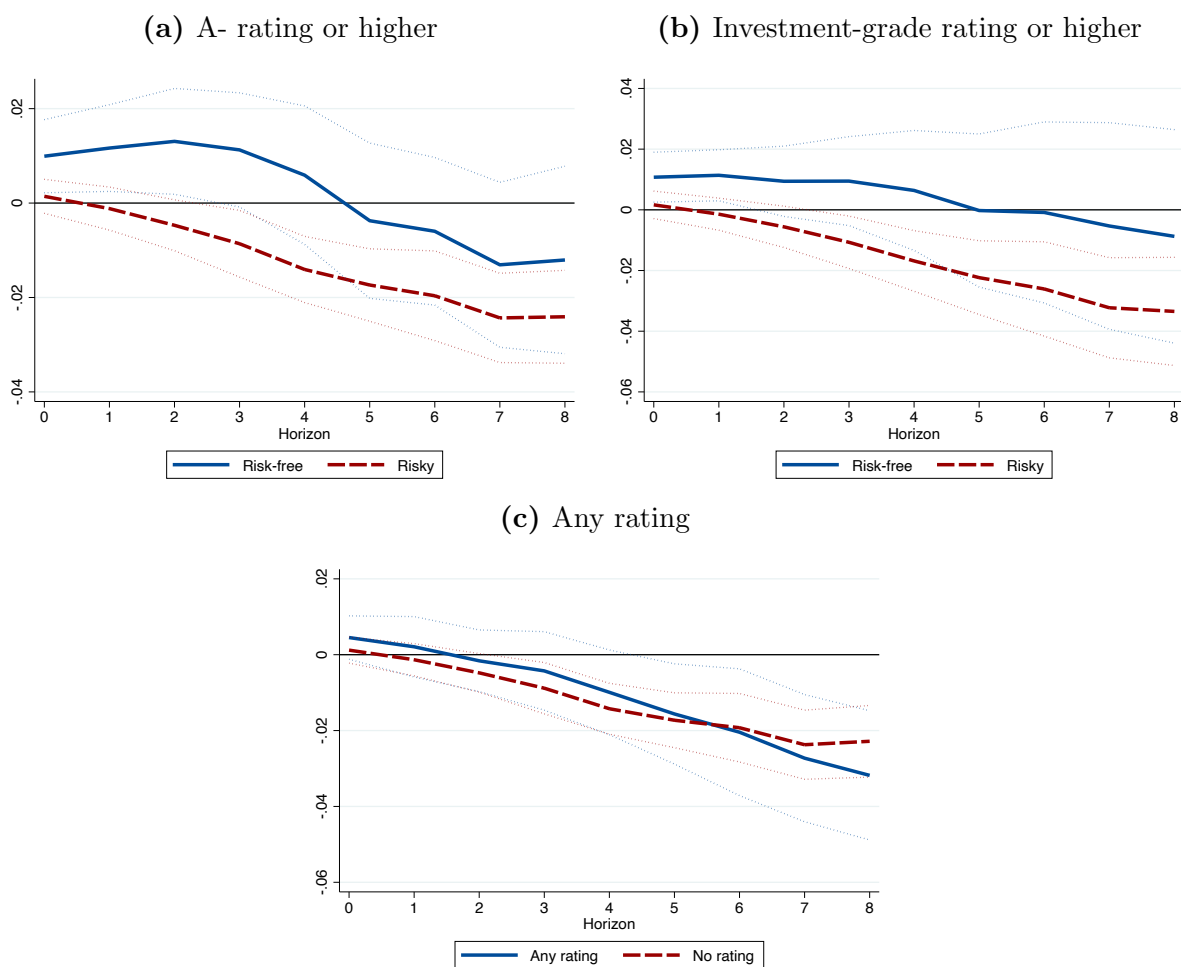 (a) A- rating or higher
.02
0
-.02
-.04
0 1 2 3 4 5 6 7 8
Horizon
Risk-free Risky
(b) Investment-grade rating or higher
.04
.02
0
-.02
-.04
-.06
0 1 2 3 4 5 6 7 8
Horizon
Risk-free Risky
(c) Any rating
.02
0
-.02
-.04
-.06
0 1 2 3 4 5 6 7 8
Horizon
Any rating No rating